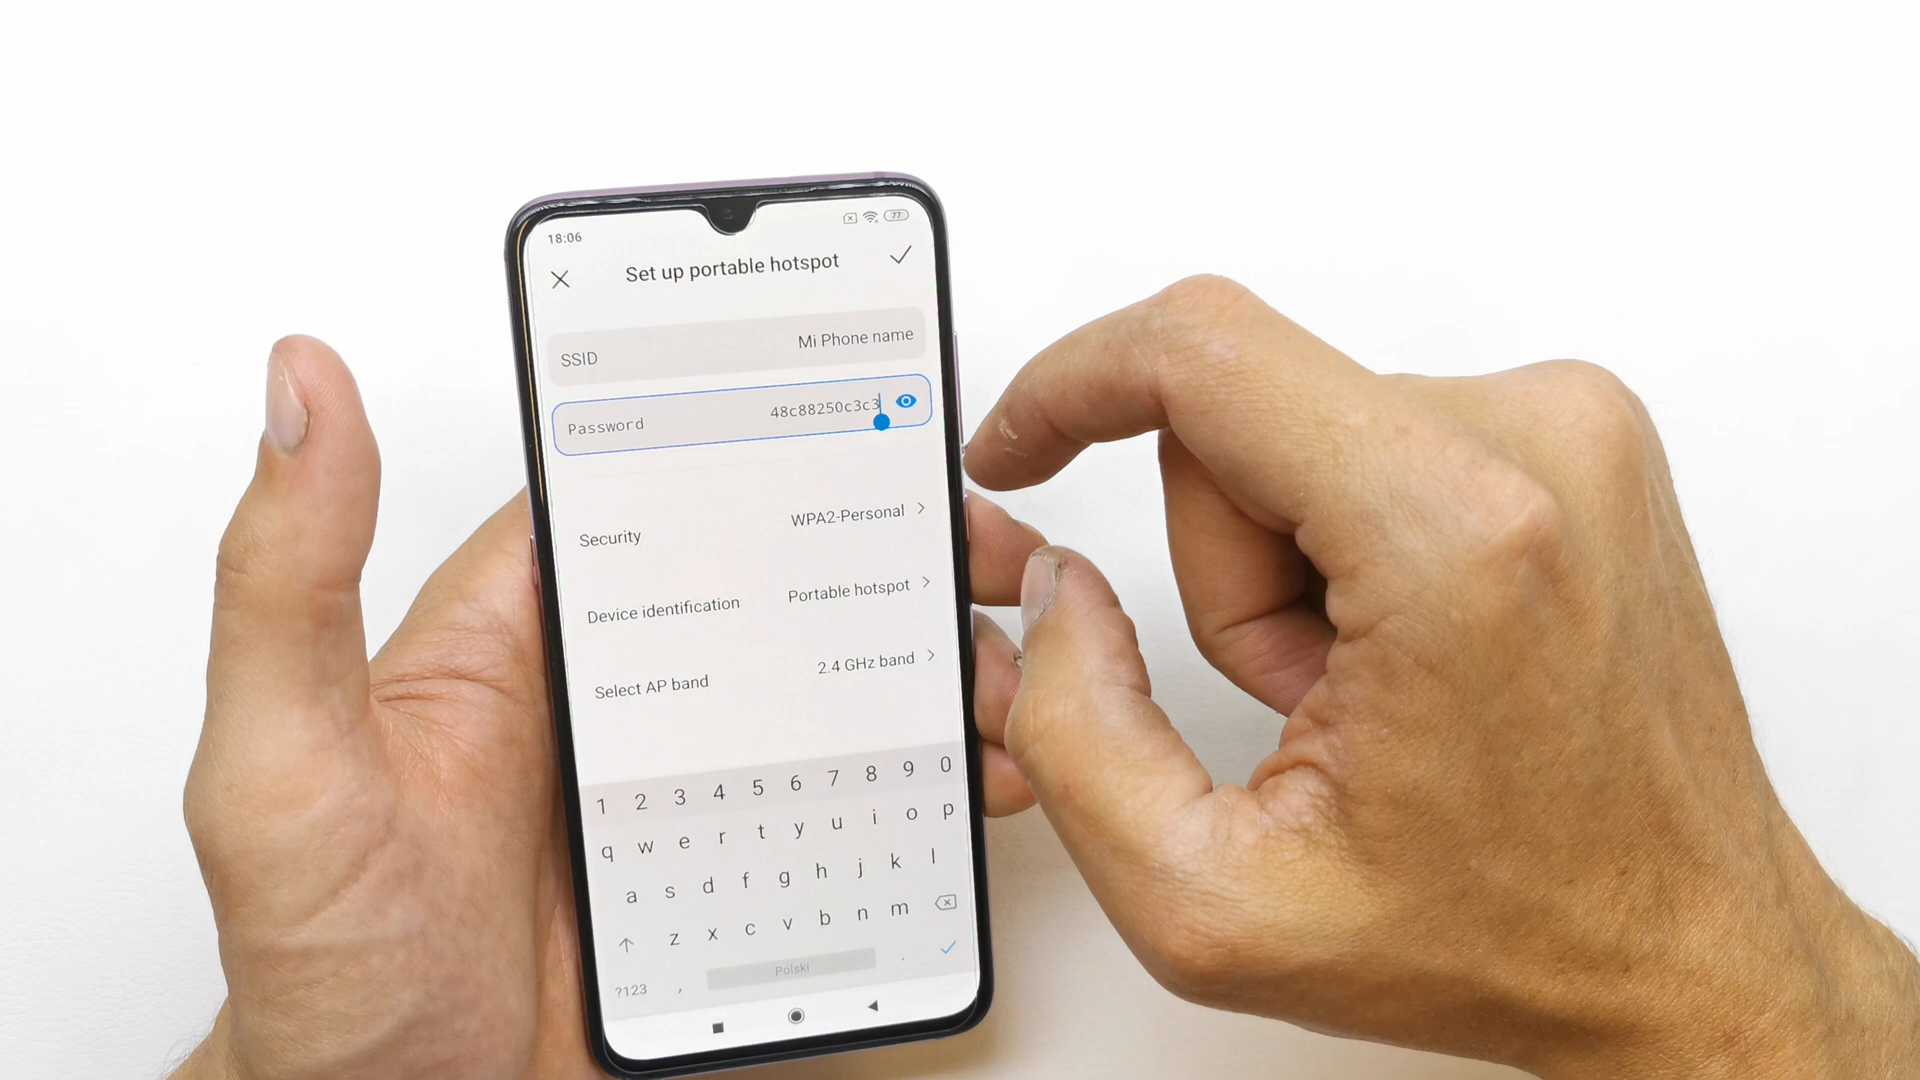 18:06
77
Set up portable hotspot
SSID Mi Phone name
Password 48c88250c3c3
Security WPA2-Personal
Device identification Portable hotspot
Select AP band 2.4 GHz band
1 2 3 4 5 6 7 8 9 0
q w e r t y u i o p
a s d f g h j k l
z x c v b n m
?123 , Polski .